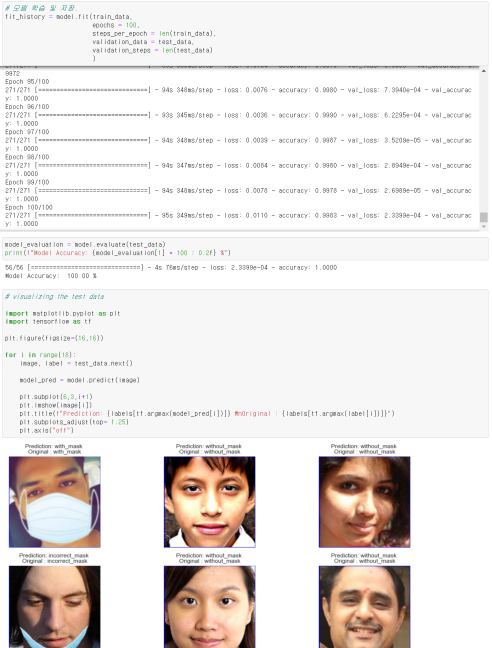 # 모델 학습 및 저장.
fit_history = model.fit(train_data,
epochs = 100,
steps_per_epoch = len(train_data),
validation_data = test_data,
validation_steps = len(test_data)
)
9972
Epoch 95/100
271/271 [==============================] - 94s 348ms/step - loss: 0.0076 - accuracy: 0.9980 - val_loss: 7.3940e-04 - val_accurac
y: 1.0000
Epoch 96/100
271/271 [==============================] - 93s 345ms/step - loss: 0.0036 - accuracy: 0.9990 - val_loss: 6.2295e-04 - val_accurac
y: 1.0000
Epoch 97/100
271/271 [==============================] - 94s 348ms/step - loss: 0.0039 - accuracy: 0.9987 - val_loss: 3.5209e-05 - val_accurac
y: 1.0000
Epoch 98/100
271/271 [==============================] - 94s 347ms/step - loss: 0.0064 - accuracy: 0.9980 - val_loss: 2.8949e-04 - val_accurac
y: 1.0000
Epoch 99/100
271/271 [==============================] - 94s 348ms/step - loss: 0.0078 - accuracy: 0.9978 - val_loss: 2.6989e-05 - val_accurac
y: 1.0000
Epoch 100/100
271/271 [==============================] - 95s 349ms/step - loss: 0.0110 - accuracy: 0.9963 - val_loss: 2.3399e-04 - val_accurac
y: 1.0000
model_evaluation = model.evaluate(test_data)
print(f"Model Accuracy: {model_evaluation[1] * 100 : 0.2f} %")
56/56 [==============================] - 4s 76ms/step - loss: 2.3399e-04 - accuracy: 1.0000
Model Accuracy: 100.00 %
# visualizing the test data
import matplotlib.pyplot as plt
import tensorflow as tf
plt.figure(figsize=(16,16))
for i in range(18):
image, label = test_data.next()
model_pred = model.predict(image)
plt.subplot(6,3,i+1)
plt.imshow(image[i])
plt.title(f"Prediction: {labels[tf.argmax(model_pred[i])]} ₩nOriginal : {labels[tf.argmax(label[i])]}")
plt.subplots_adjust(top= 1.25)
plt.axis("off")
Prediction: with_mask
Original : with_mask
Prediction: without_mask
Original : without_mask
Prediction: without_mask
Original : without_mask
Prediction: incorrect_mask
Original : incorrect_mask
Prediction: without_mask
Original : without_mask
Prediction: without_mask
Original : without_mask